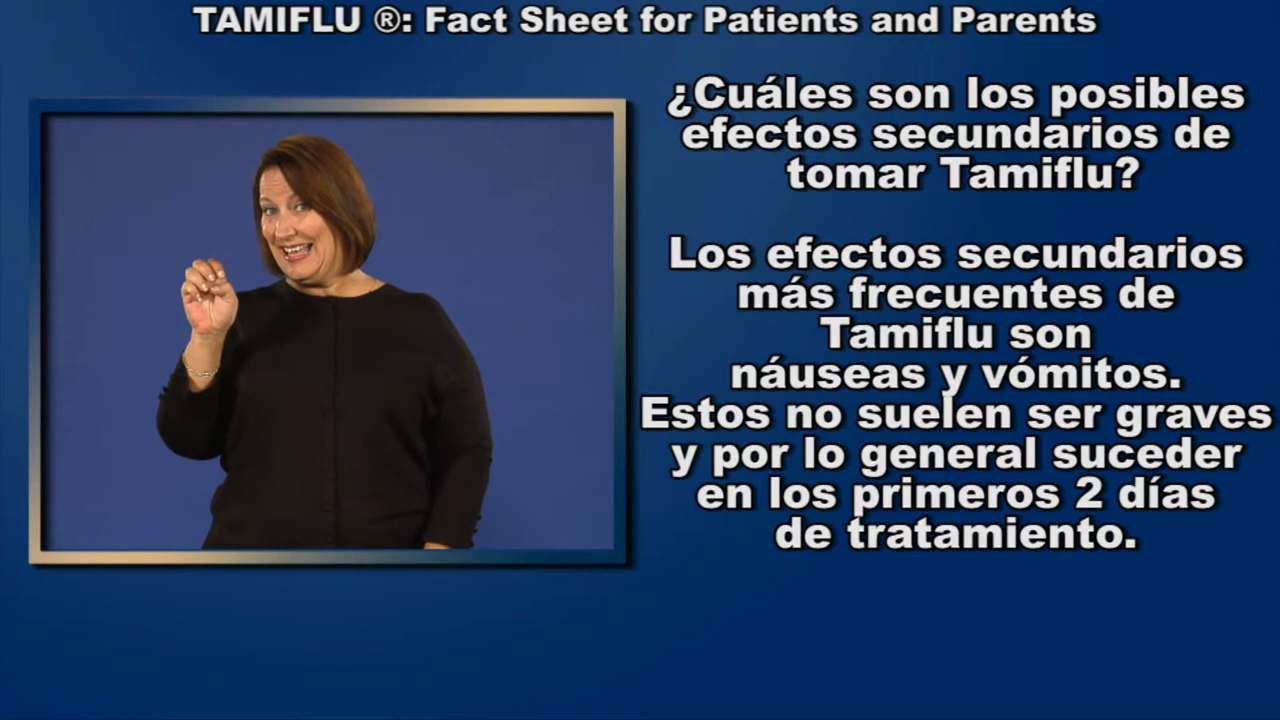 TAMIFLU ®: Fact Sheet for Patients and Parents
¿Cuáles son los posibles
efectos secundarios de
tomar Tamiflu?
Los efectos secundarios
más frecuentes de
Tamiflu son
náuseas y vómitos.
Estos no suelen ser graves
y por lo general suceder
en los primeros 2 días
de tratamiento.